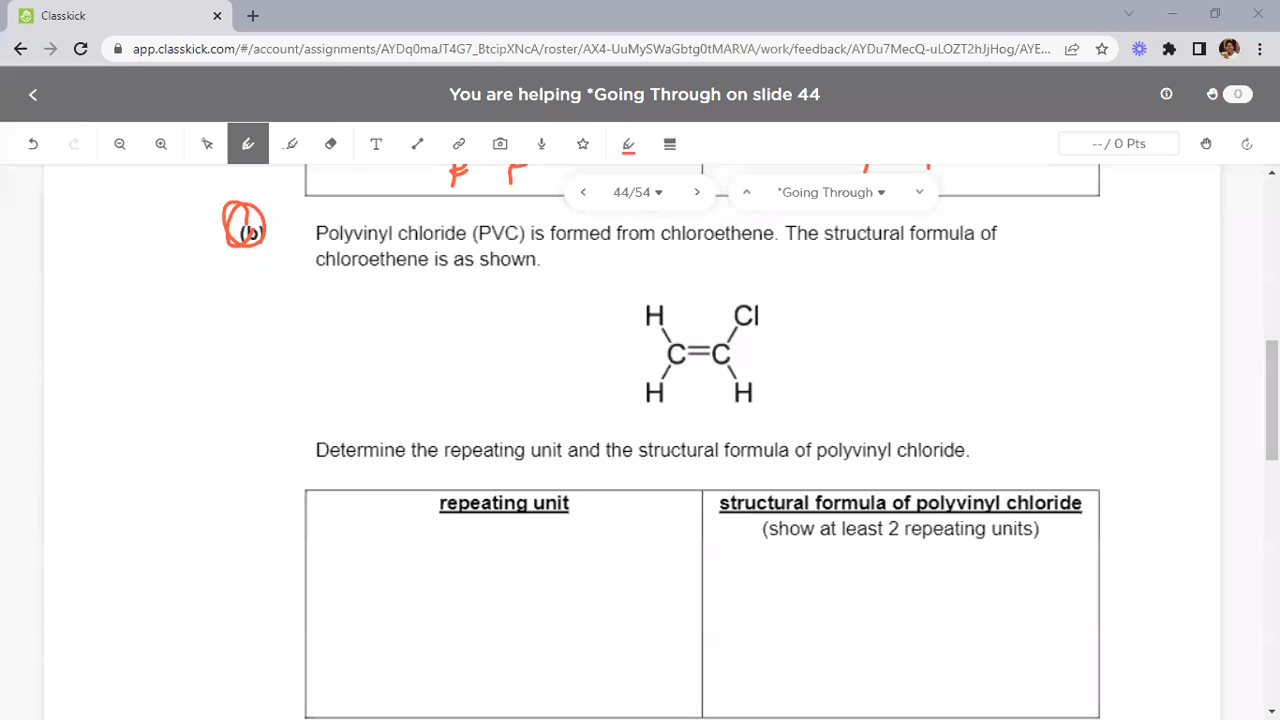 Classkick
app.classkick.com/#/account/assignments/AYDq0maJT4G7_BtcipXNcA/roster/AX4-UuMySWaGbtg0tMARVA/work/feedback/AYDu7MecQ-uLOZT2hJjHog/AYE...
You are helping *Going Through on slide 44
0
T
--/ 0 Pts
44/54
*Going Through
F F
(b)
Polyvinyl chloride (PVC) is formed from chloroethene. The structural formula of
chloroethene is as shown.
H Cl
C=C
H H
Determine the repeating unit and the structural formula of polyvinyl chloride.
repeating unit
structural formula of polyvinyl chloride
(show at least 2 repeating units)